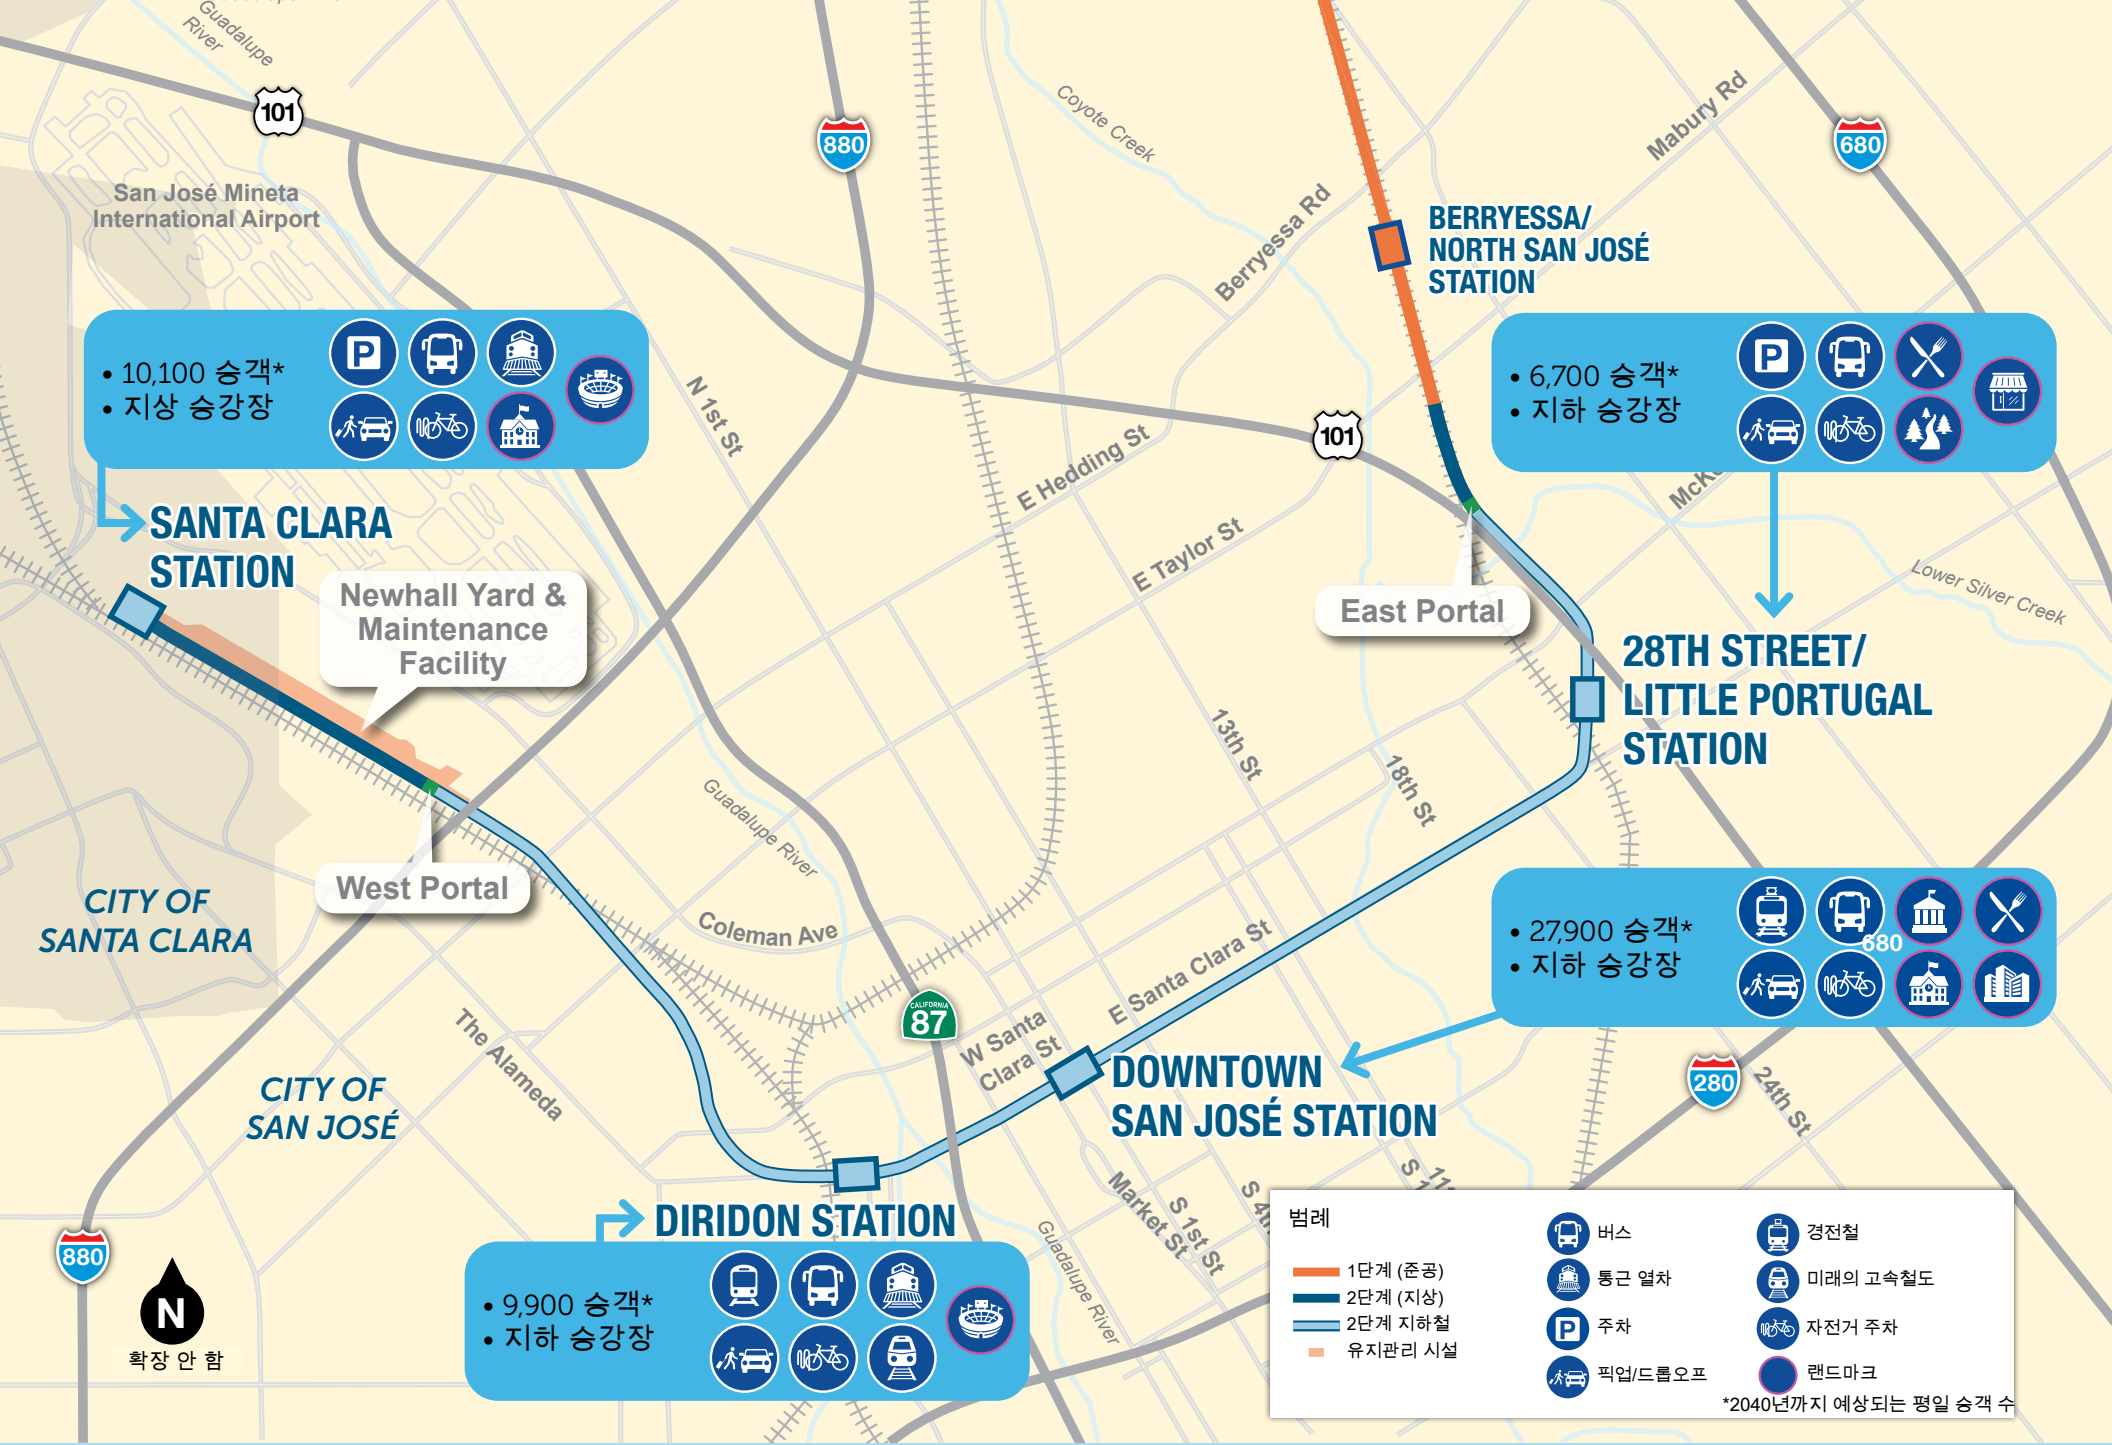 Guadalupe
River
101
880
Coyote Creek
Mabury Rd
680
San José Mineta
International Airport
Berryessa Rd
BERRYESSA/
NORTH SAN JOSÉ
STATION
• 10,100 승객*
• 지상 승강장
P
• 6,700 승객*
• 지하 승강장
P
N 1st St
E Hedding St
101
SANTA CLARA
STATION
E Taylor St
Lower Silver Creek
Newhall Yard &
Maintenance
Facility
East Portal
28TH STREET/
LITTLE PORTUGAL
STATION
13th St
18th St
Guadalupe River
West Portal
CITY OF
SANTA CLARA
Coleman Ave
E Santa Clara St
• 27,900 승객*
• 지하 승강장
680
CALIFORNIA
87
W Santa
Clara St
The Alameda
CITY OF
SAN JOSÉ
DOWNTOWN
SAN JOSÉ STATION
280
24th St
Market St
S 1st St
DIRIDON STATION
Guadalupe River
880
N
확장 안 함
• 9,900 승객*
• 지하 승강장
범례
1단계 (준공)
2단계 (지상)
2단계 지하철
유지관리 시설
버스
통근 열차
P 주차
픽업/드롭오프
경전철
미래의 고속철도
자전거 주차
랜드마크
*2040년까지 예상되는 평일 승객 수